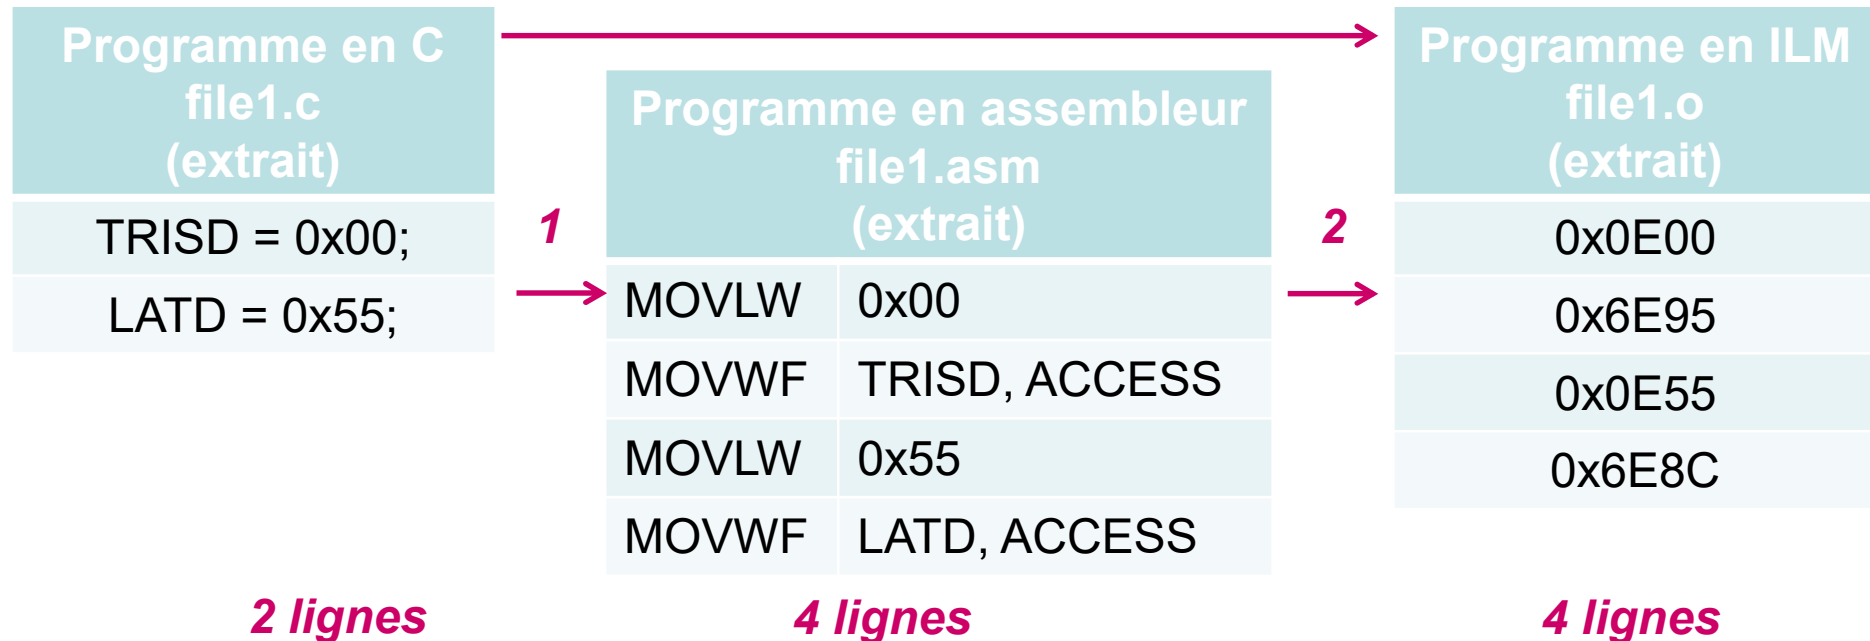 Programme en C
file1.c
(extrait)
TRISD = 0x00;
LATD = 0x55;
2 lignes
1
Programme en assembleur
file1.asm
(extrait)
MOVLW 0x00
MOVWF TRISD, ACCESS
MOVLW 0x55
MOVWF LATD, ACCESS
4 lignes
2
Programme en ILM
file1.o
(extrait)
0x0E00
0x6E95
0x0E55
0x6E8C
4 lignes